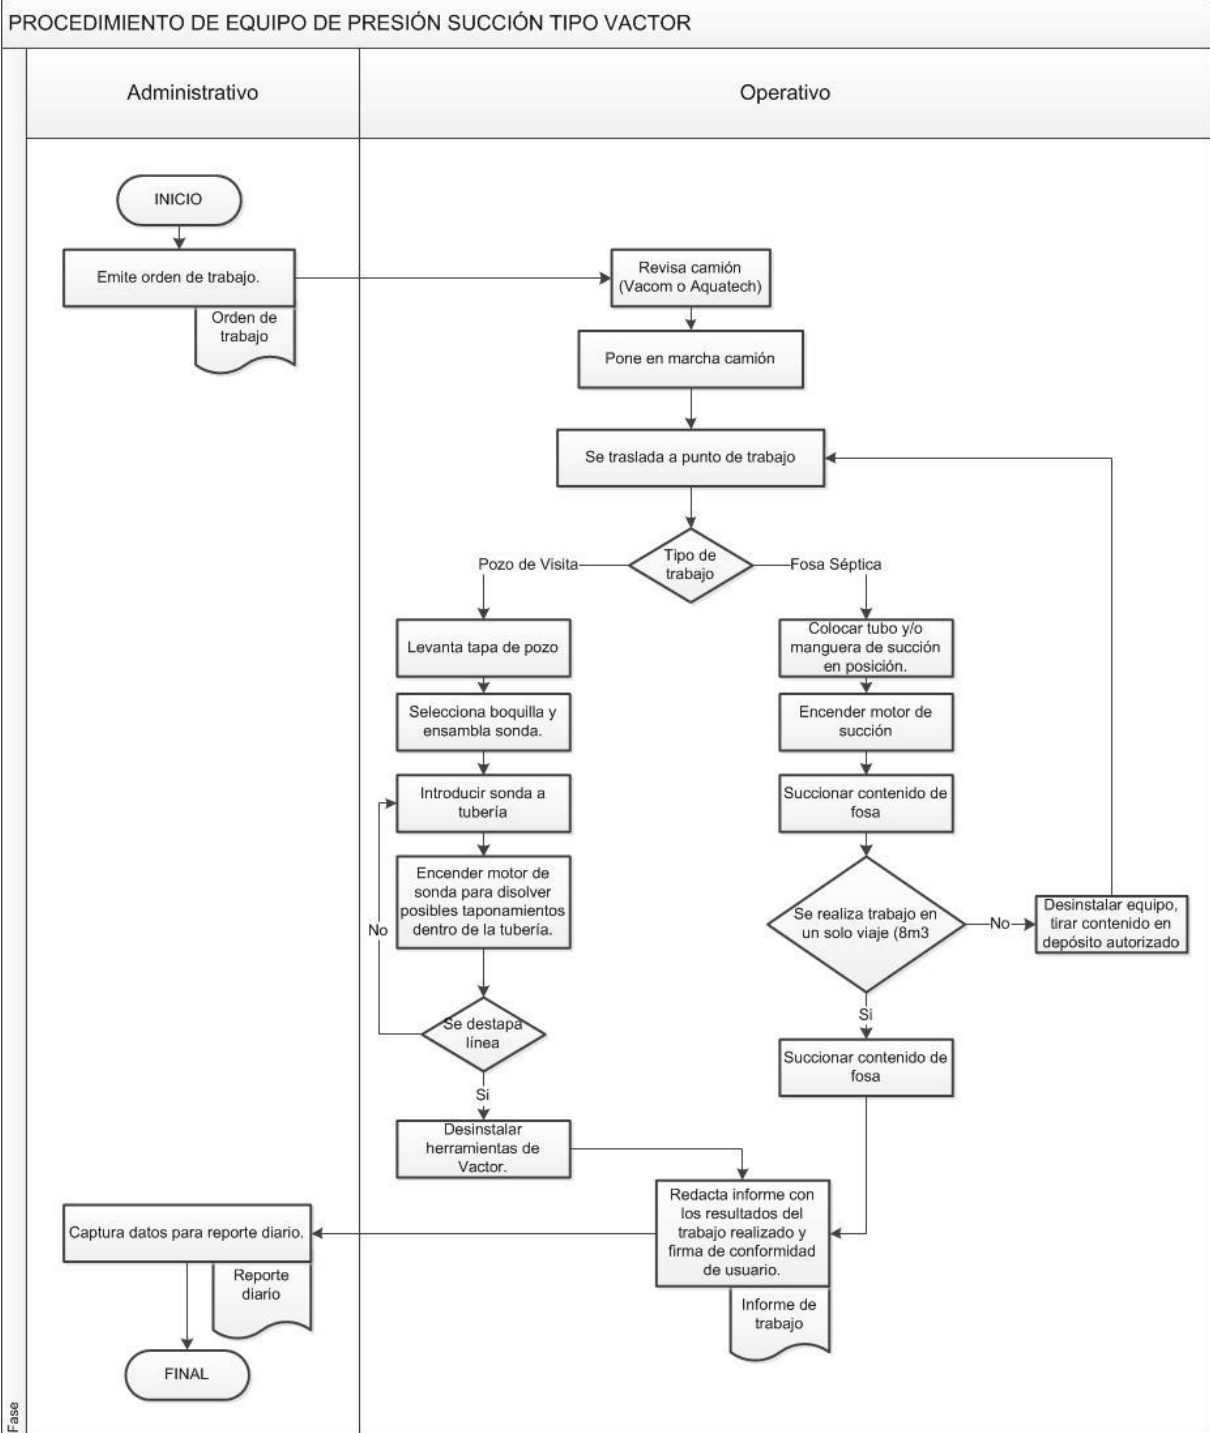 PROCEDIMIENTO DE EQUIPO DE PRESIÓN SUCCIÓN TIPO VACTOR
Administrativo
Operativo
INICIO
Emite orden de trabajo.
Orden de
trabajo
Revisa camión
(Vacom o Aquatech)
Pone en marcha camión
Se traslada a punto de trabajo
Tipo de
trabajo
Pozo de Visita
Fosa Séptica
Levanta tapa de pozo
Selecciona boquilla y
ensambla sonda.
Introducir sonda a
tubería
Encender motor de
sonda para disolver
posibles taponamientos
dentro de la tubería.
No
Se destapa
línea
Si
Desinstalar
herramientas de
Vactor.
Colocar tubo y/o
manguera de succión
en posición.
Encender motor de
succión
Succionar contenido de
fosa
Se realiza trabajo en
un solo viaje (8m3
No
Desinstalar equipo,
tirar contenido en
depósito autorizado
Si
Succionar contenido de
fosa
Redacta informe con
los resultados del
trabajo realizado y
firma de conformidad
de usuario.
Informe de
trabajo
Captura datos para reporte diario.
Reporte
diario
FINAL
Fase